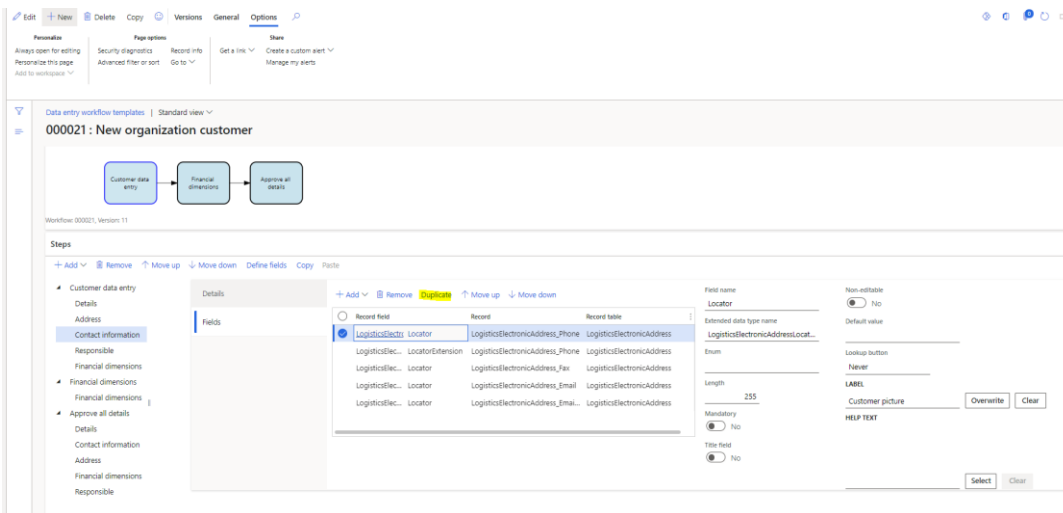 Edit + New Delete Copy Versions General Options
Personalize Page options Share
Always open for editing Security diagnostics Record info Get a link Create a custom alert
Personalize this page Advanced filter or sort Go to Manage my alerts
Add to workspace
0
Data entry workflow templates | Standard view
000021 : New organization customer
Customer data entry
Financial dimensions
Approve all details
Workflow: 000021, Version: 11
Steps
+ Add Remove Move up Move down Define fields Copy Paste
Customer data entry
Details
Address
Contact information
Responsible
Financial dimensions
Financial dimensions
Financial dimensions
Approve all details
Details
Contact information
Address
Financial dimensions
Responsible
Details
Fields
+ Add Remove Duplicate Move up Move down
Record field Record Record table
LogisticsElectr Locator LogisticsElectronicAddress_Phone LogisticsElectronicAddress
LogisticsElec... LocatorExtension LogisticsElectronicAddress_Phone LogisticsElectronicAddress
LogisticsElec... Locator LogisticsElectronicAddress_Fax LogisticsElectronicAddress
LogisticsElec... Locator LogisticsElectronicAddress_Email LogisticsElectronicAddress
LogisticsElec... Locator LogisticsElectronicAddress_Emai... LogisticsElectronicAddress
Field name
Locator
Extended data type name
LogisticsElectronicAddressLocat...
Enum
Length
255
Mandatory
No
Title field
No
Non-editable
No
Default value
Lookup button
Never
LABEL
Customer picture Overwrite Clear
HELP TEXT
Select Clear